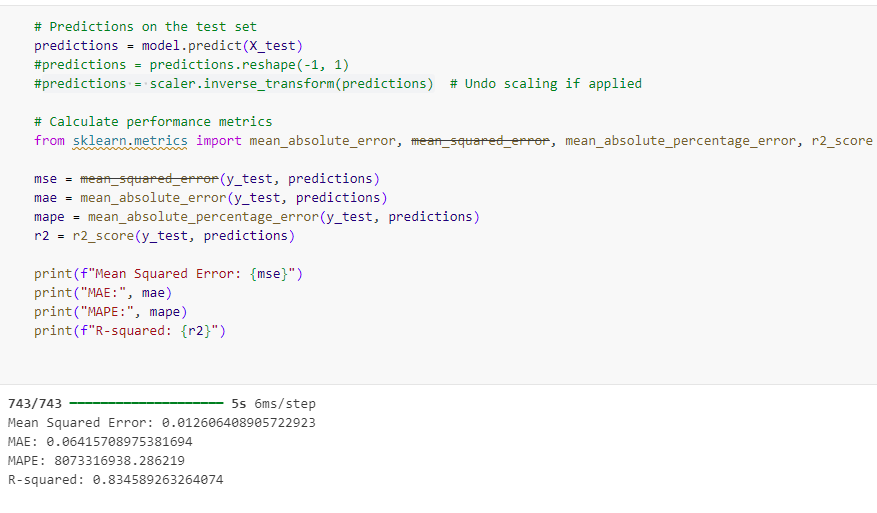 # Predictions on the test set
predictions = model.predict(X_test)
#predictions = predictions.reshape(-1, 1)
#predictions = scaler.inverse_transform(predictions)  # Undo scaling if applied
# Calculate performance metrics
from sklearn.metrics import mean_absolute_error, mean_squared_error, mean_absolute_percentage_error, r2_score
mse = mean_squared_error(y_test, predictions)
mae = mean_absolute_error(y_test, predictions)
mape = mean_absolute_percentage_error(y_test, predictions)
r2 = r2_score(y_test, predictions)
print(f"Mean Squared Error: {mse}")
print("MAE:", mae)
print("MAPE:", mape)
print(f"R-squared: {r2}")
743/743 ━━━━━━━━━━━━━━━━━━━━ 5s 6ms/step
Mean Squared Error: 0.012606408905722923
MAE: 0.06415708975381694
MAPE: 8073316938.286219
R-squared: 0.834589263264074